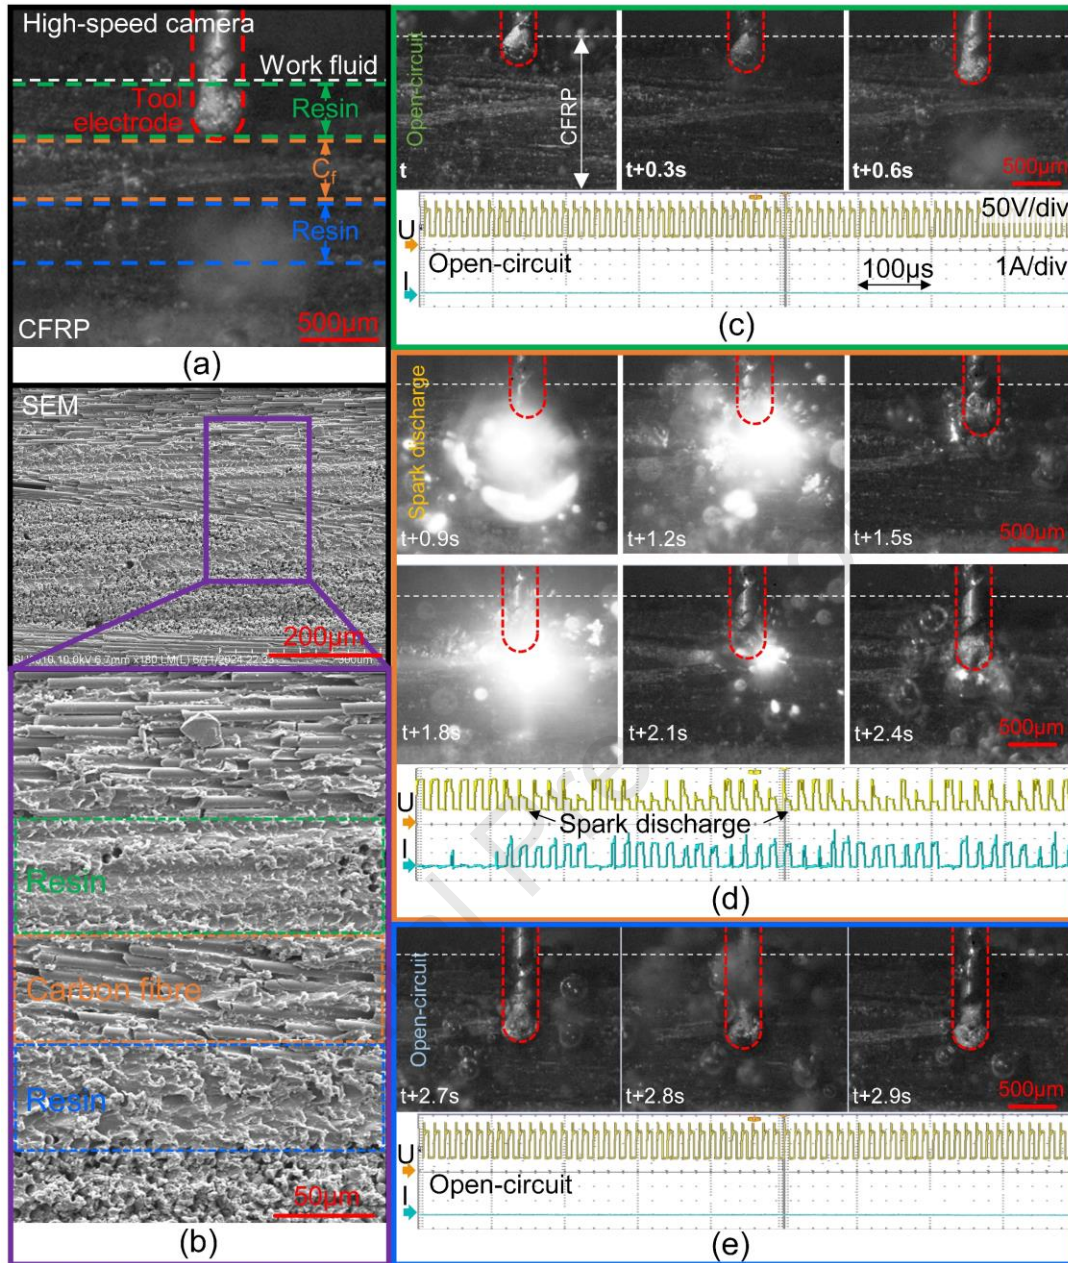 High-speed camera
Work fluid
Tool
electrode
Resin
Cf
Resin
CFRP
500μm
(a)
SEM
200μm
Resin
Carbon fibre
Resin
50μm
(b)
Open-circuit
CFRP
t
t+0.3s
t+0.6s
500μm
50V/div
U
Open-circuit
1A/div
100μs
I
(c)
Spark discharge
t+0.9s
t+1.2s
t+1.5s
500μm
t+1.8s
t+2.1s
t+2.4s
500μm
U
Spark discharge
I
(d)
Open-circuit
t+2.7s
t+2.8s
t+2.9s
500μm
U
Open-circuit
I
(e)